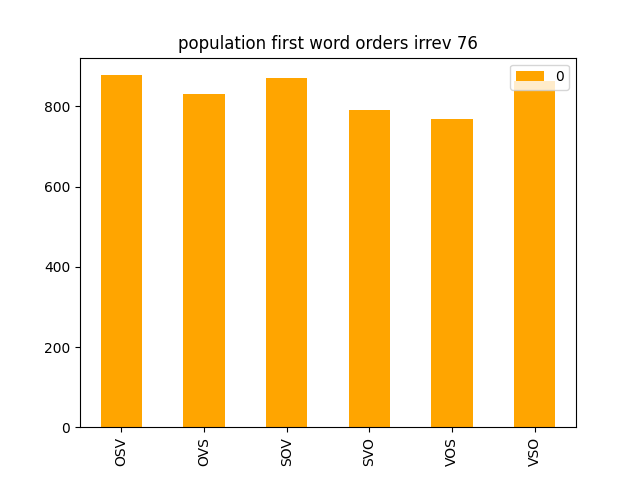 population first word orders irrev 76
0
800
600
400
200
0
OSV
OVS
SOV
SVO
VOS
VSO